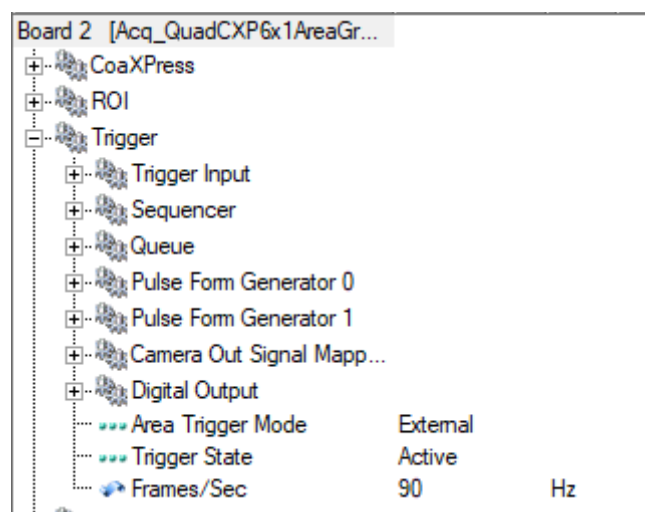 Board 2 [Acq_QuadCXP6x1AreaGr...
CoaXPress
ROI
Trigger
Trigger Input
Sequencer
Queue
Pulse Form Generator 0
Pulse Form Generator 1
Camera Out Signal Mapp...
Digital Output
Area Trigger Mode External
Trigger State Active
Frames/Sec 90 Hz